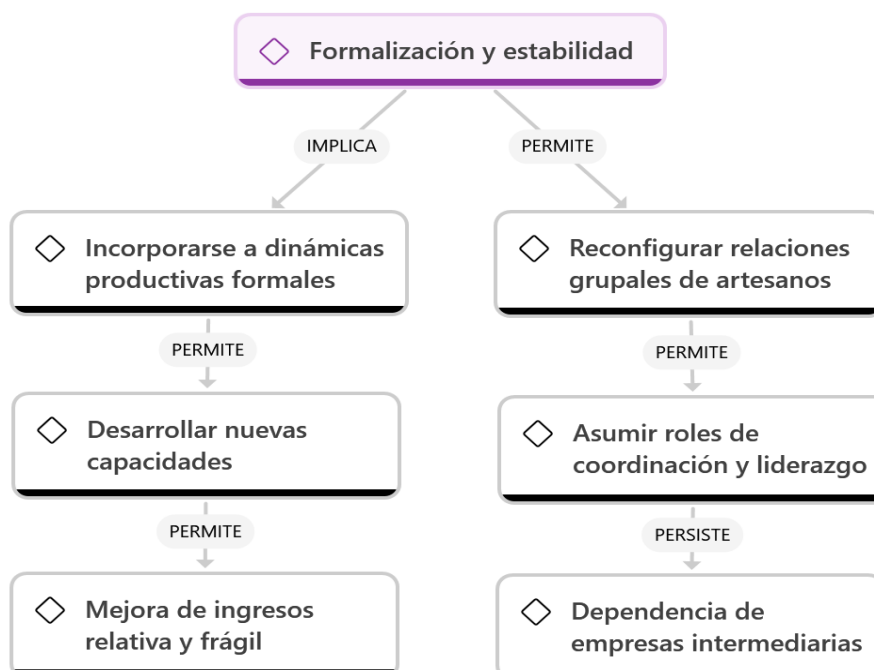 Formalización y estabilidad
IMPLICA
PERMITE
Incorporarse a dinámicas
productivas formales
Reconfigurar relaciones
grupales de artesanos
PERMITE
PERMITE
Desarrollar nuevas
capacidades
Asumir roles de
coordinación y liderazgo
PERMITE
PERSISTE
Mejora de ingresos
relativa y frágil
Dependencia de
empresas intermediarias